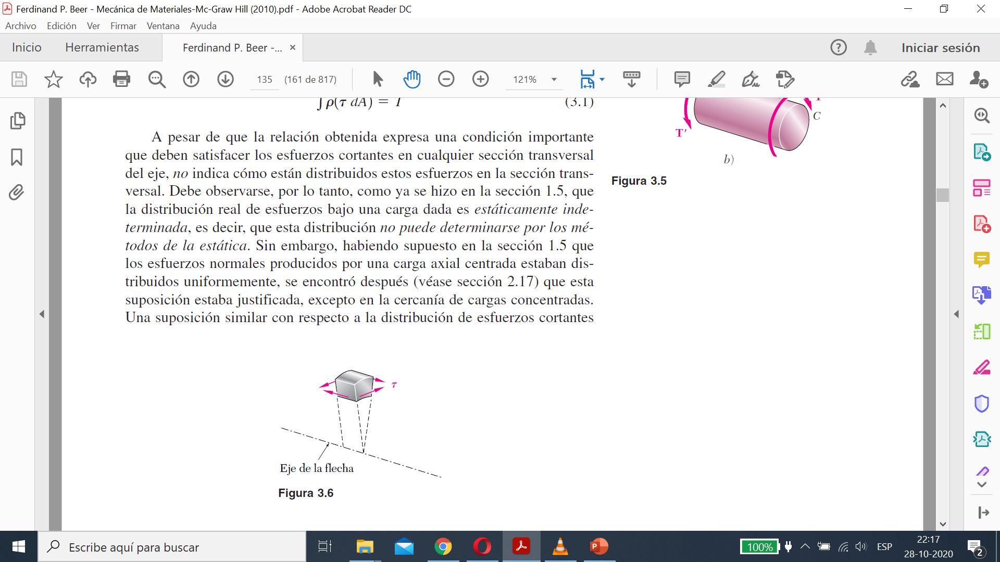 Ferdinand P. Beer - Mecánica de Materiales-Mc-Graw Hill (2010).pdf - Adobe Acrobat Reader DC
Archivo Edición Ver Firmar Ventana Ayuda
Inicio Herramientas Ferdinand P. Beer -... × Iniciar sesión
135 (161 de 817) 121%
∫ρ(τ dA) = T (3.1)
A pesar de que la relación obtenida expresa una condición importante
que deben satisfacer los esfuerzos cortantes en cualquier sección transversal
del eje, no indica cómo están distribuidos estos esfuerzos en la sección trans-
versal. Debe observarse, por lo tanto, como ya se hizo en la sección 1.5, que
la distribución real de esfuerzos bajo una carga dada es estáticamente inde-
terminada, es decir, que esta distribución no puede determinarse por los mé-
todos de la estática. Sin embargo, habiendo supuesto en la sección 1.5 que
los esfuerzos normales producidos por una carga axial centrada estaban dis-
tribuidos uniformemente, se encontró después (véase sección 2.17) que esta
suposición estaba justificada, excepto en la cercanía de cargas concentradas.
Una suposición similar con respecto a la distribución de esfuerzos cortantes
T
C
T′
b)
Figura 3.5
τ
Eje de la flecha
Figura 3.6
Escribe aquí para buscar
100%
ESP
22:17
28-10-2020
2